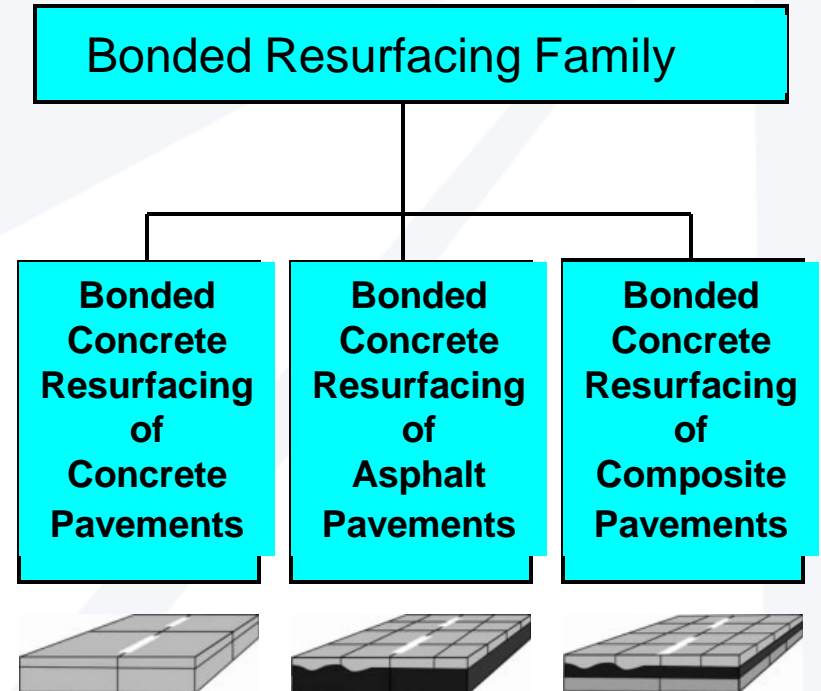 Bonded Resurfacing Family
Bonded
Concrete
Resurfacing
of
Concrete
Pavements
Bonded
Concrete
Resurfacing
of
Asphalt
Pavements
Bonded
Concrete
Resurfacing
of
Composite
Pavements